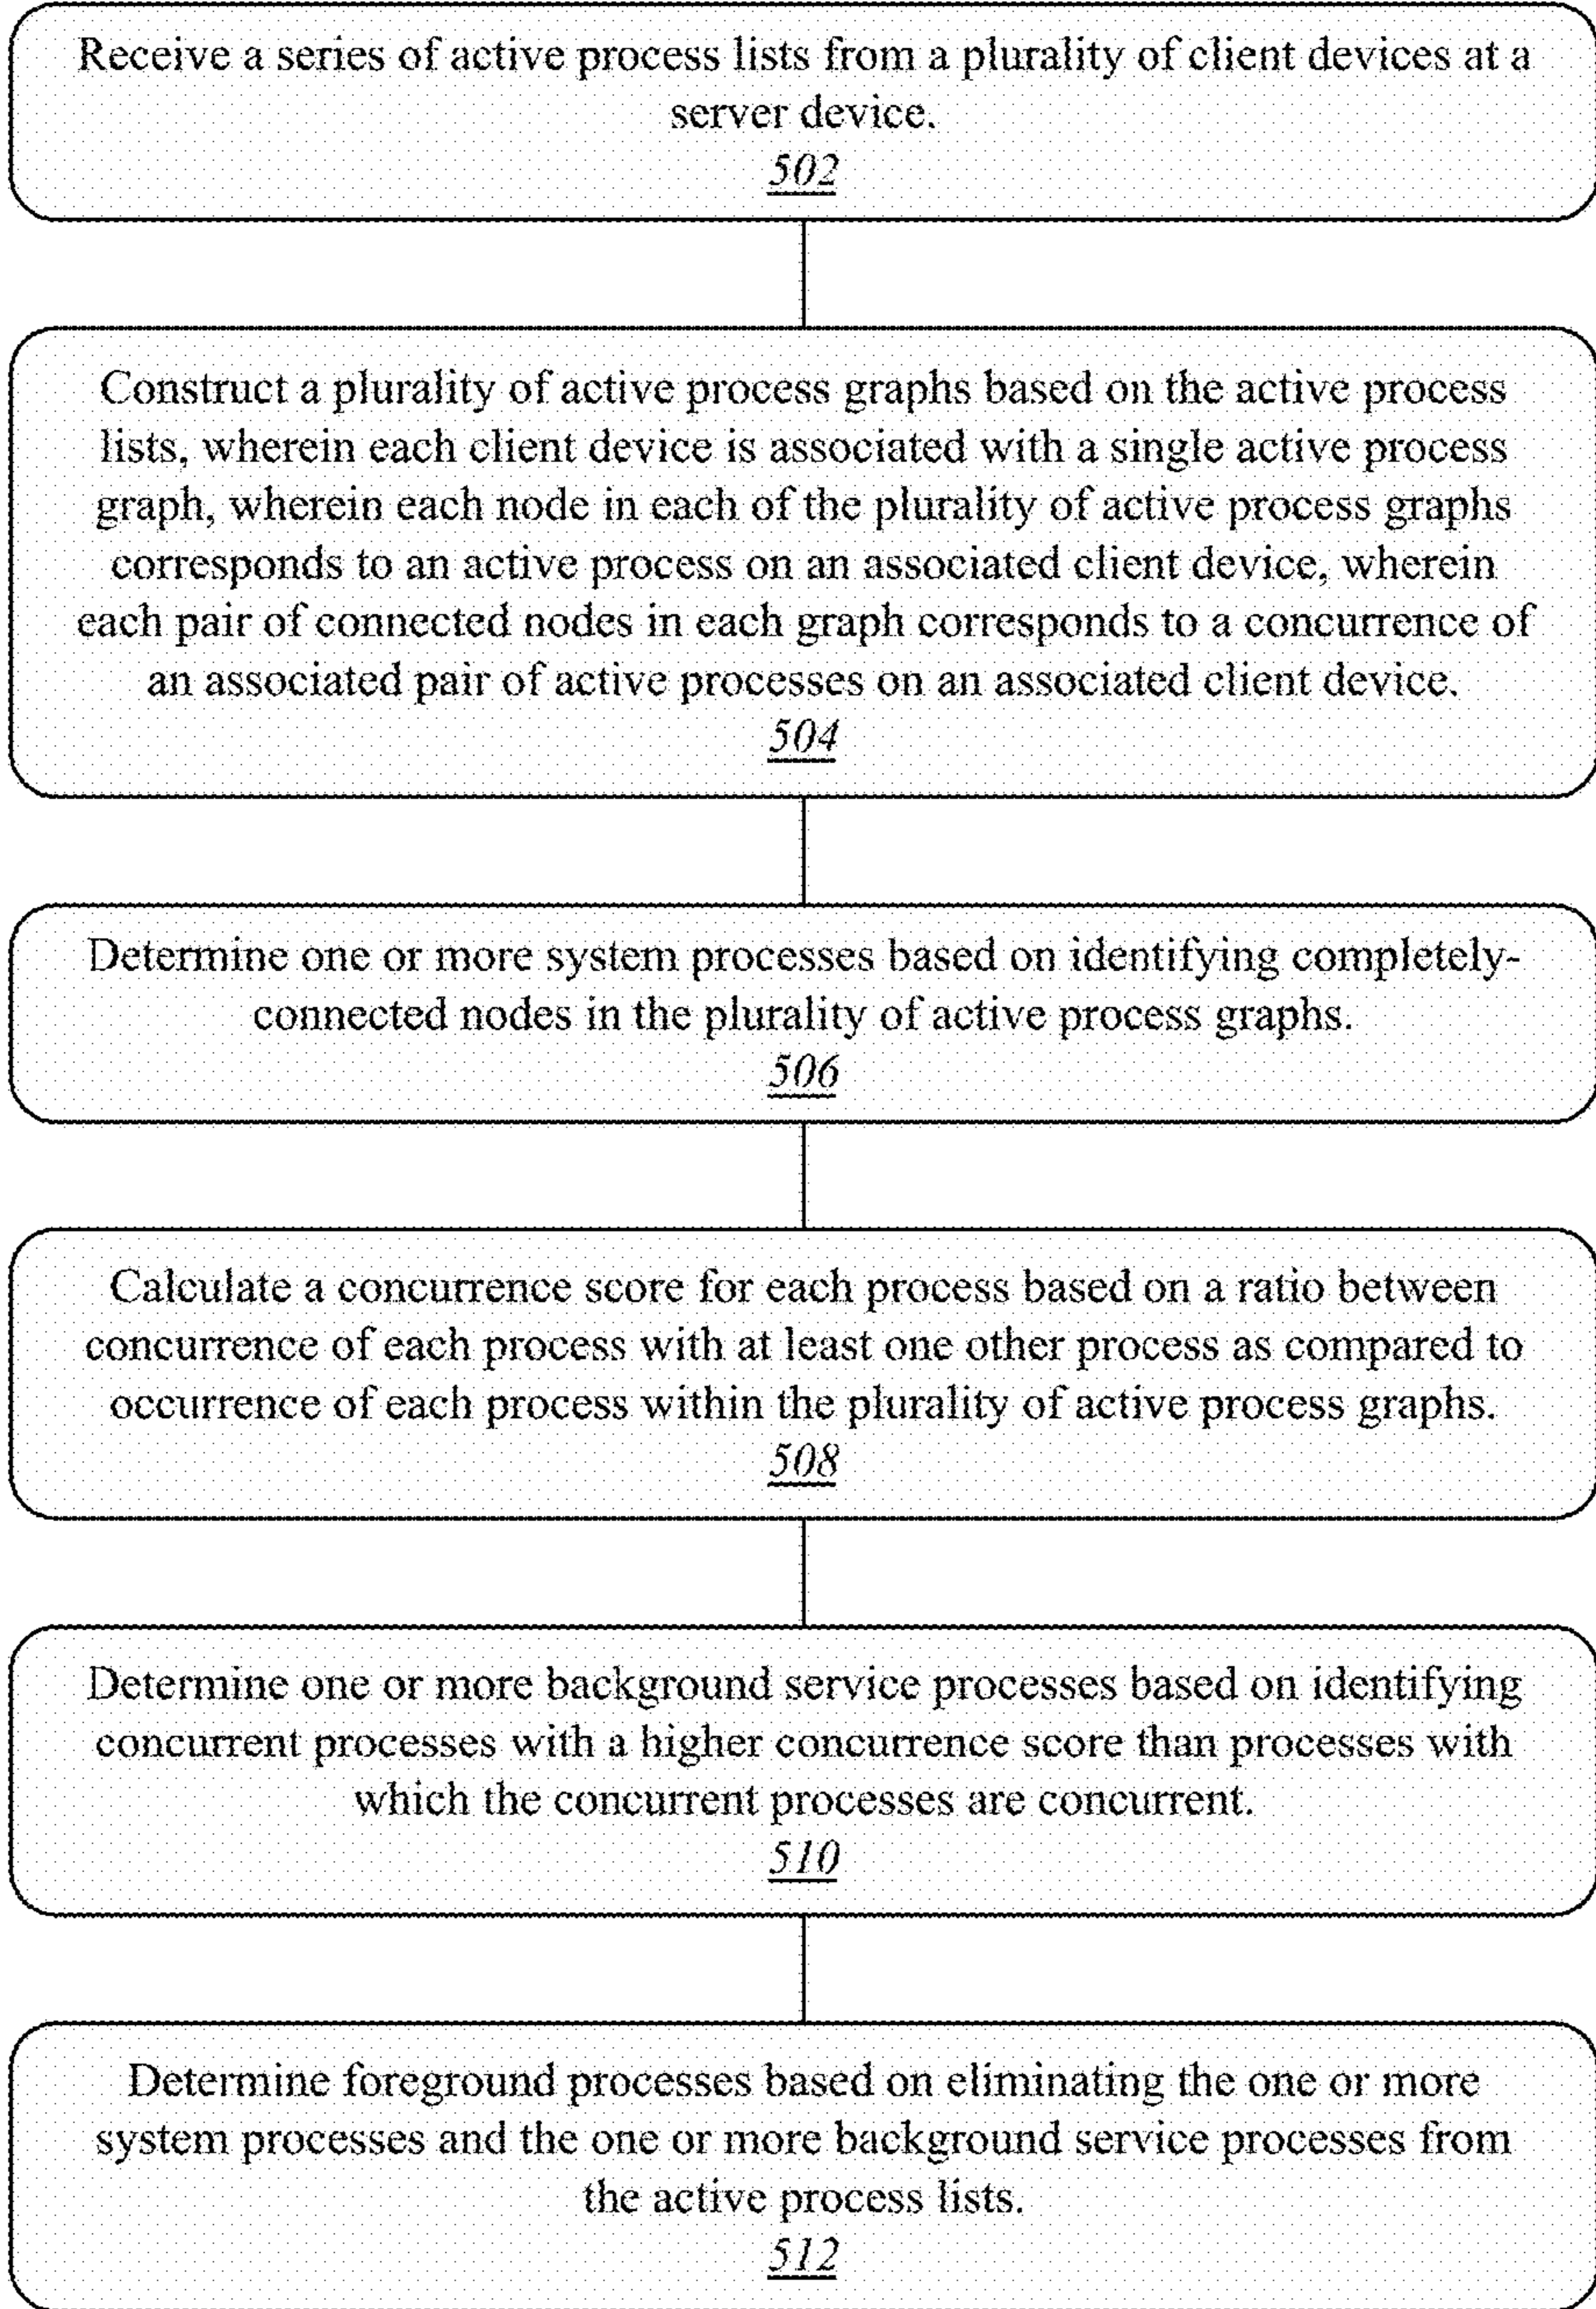 Receive a series of active process lists from a plurality of client devices at a
server device.
502
Construct a plurality of active process graphs based on the active process
lists, wherein each client device is associated with a single active process
graph, wherein each node in each of the plurality of active process graphs
corresponds to an active process on an associated client device, wherein
each pair of connected nodes in each graph corresponds to a concurrence of
an associated pair of active processes on an associated client device.
504
Determine one or more system processes based on identifying completely-
connected nodes in the plurality of active process graphs.
506
Calculate a concurrence score for each process based on a ratio between
concurrence of each process with at least one other process as compared to
occurrence of each process within the plurality of active process graphs.
508
Determine one or more background service processes based on identifying
concurrent processes with a higher concurrence score than processes with
which the concurrent processes are concurrent.
510
Determine foreground processes based on eliminating the one or more
system processes and the one or more background service processes from
the active process lists.
512